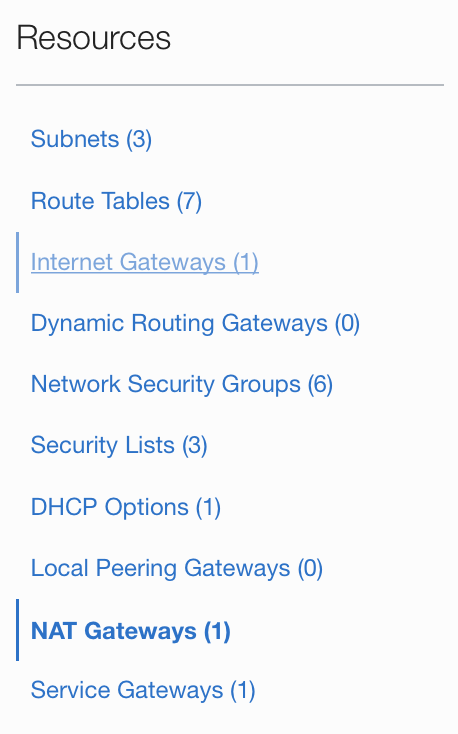 Resources
Subnets (3)
Route Tables (7)
Internet Gateways (1)
Dynamic Routing Gateways (0)
Network Security Groups (6)
Security Lists (3)
DHCP Options (1)
Local Peering Gateways (0)
NAT Gateways (1)
Service Gateways (1)